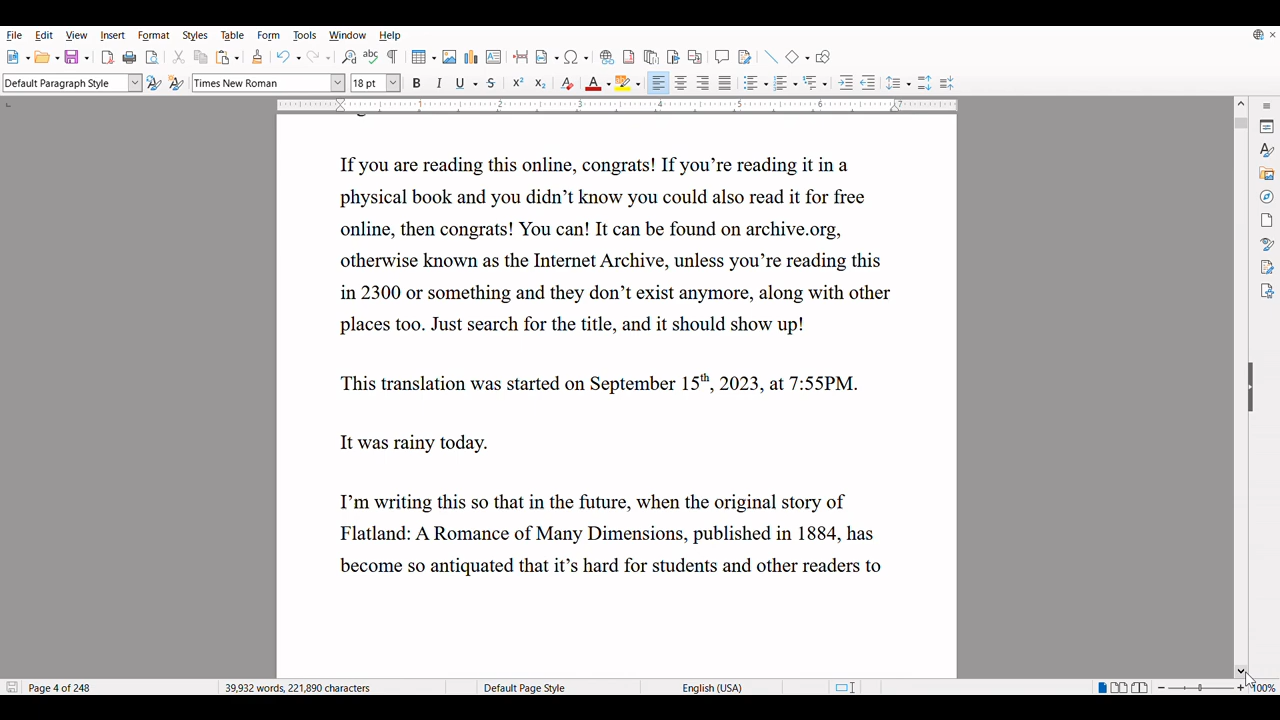 File Edit View Insert Format Styles Table Form Tools Window Help
Default Paragraph Style Times New Roman 18 pt
1 2 3 4 5 6 7
If you are reading this online, congrats! If you’re reading it in a
physical book and you didn’t know you could also read it for free
online, then congrats! You can! It can be found on archive.org,
otherwise known as the Internet Archive, unless you’re reading this
in 2300 or something and they don’t exist anymore, along with other
places too. Just search for the title, and it should show up!
This translation was started on September 15th, 2023, at 7:55PM.
It was rainy today.
I’m writing this so that in the future, when the original story of
Flatland: A Romance of Many Dimensions, published in 1884, has
become so antiquated that it’s hard for students and other readers to
Page 4 of 248 39,932 words, 221,890 characters Default Page Style English (USA) 100%